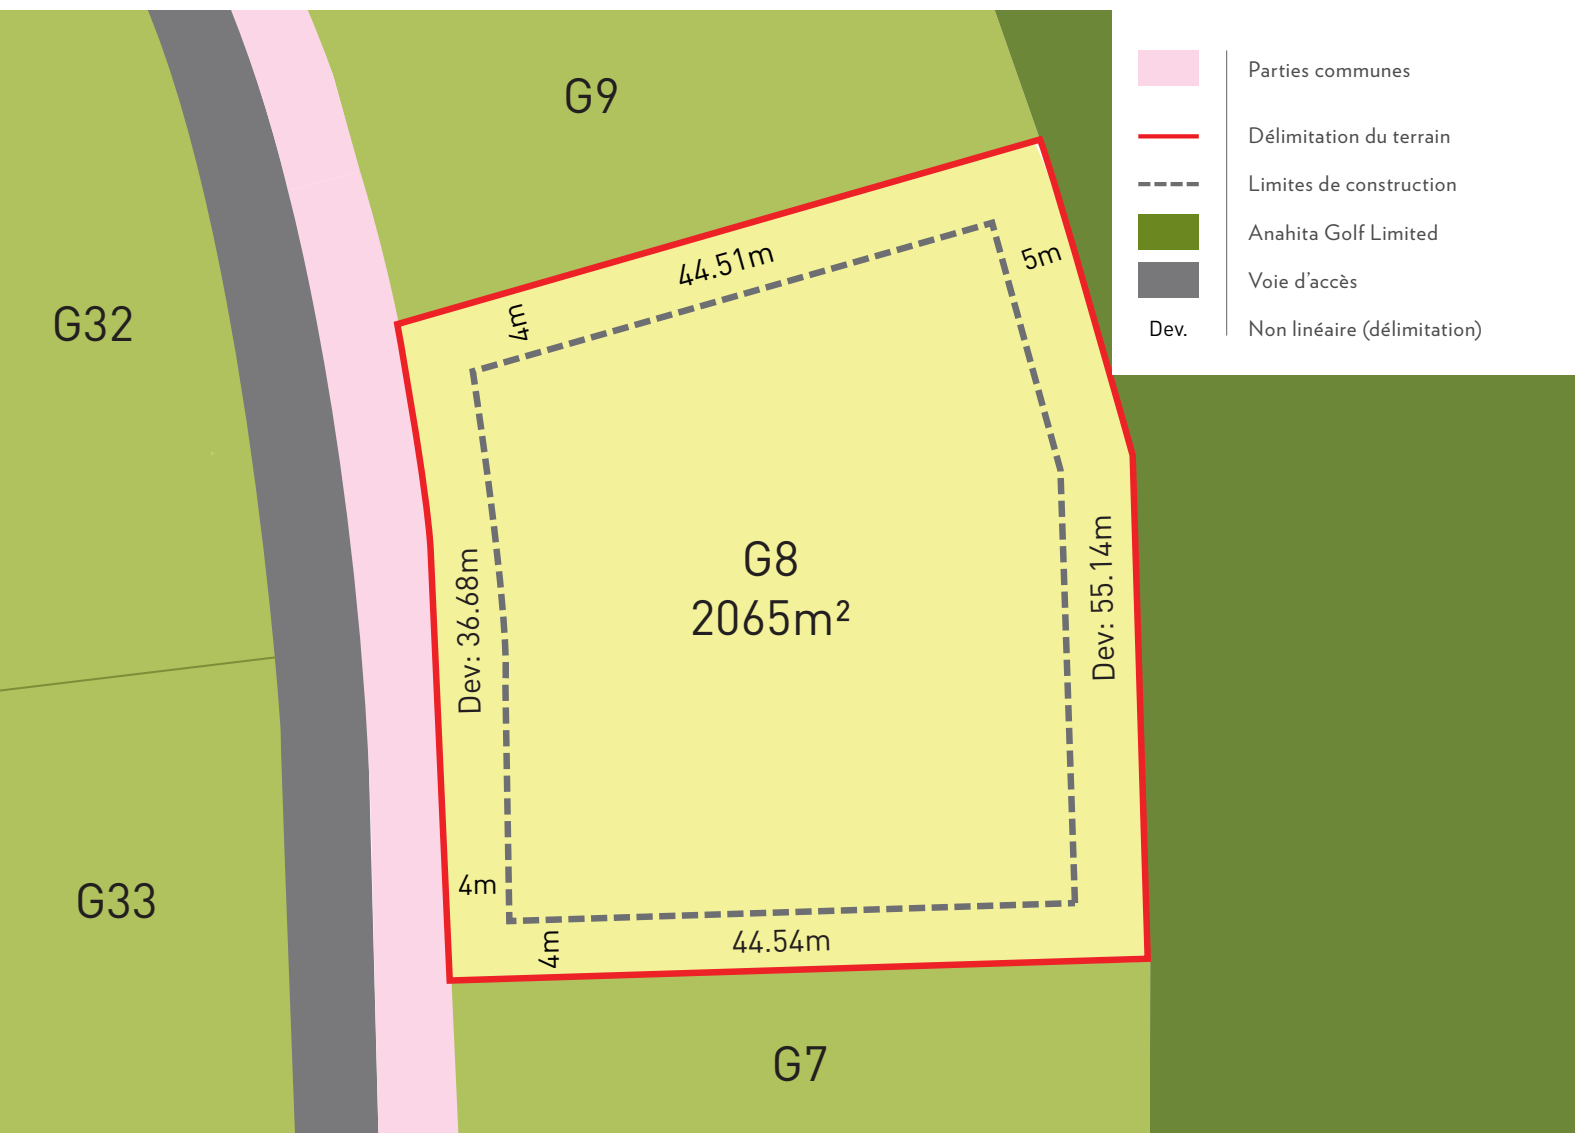 G9
Parties communes
Délimitation du terrain
Limites de construction
Anahita Golf Limited
Voie d'accès
Dev.
Non linéaire (délimitation)
44.51m
5m
4m
G32
G8
2065m²
Dev: 36.68m
Dev: 55.14m
4m
G33
4m
44.54m
G7